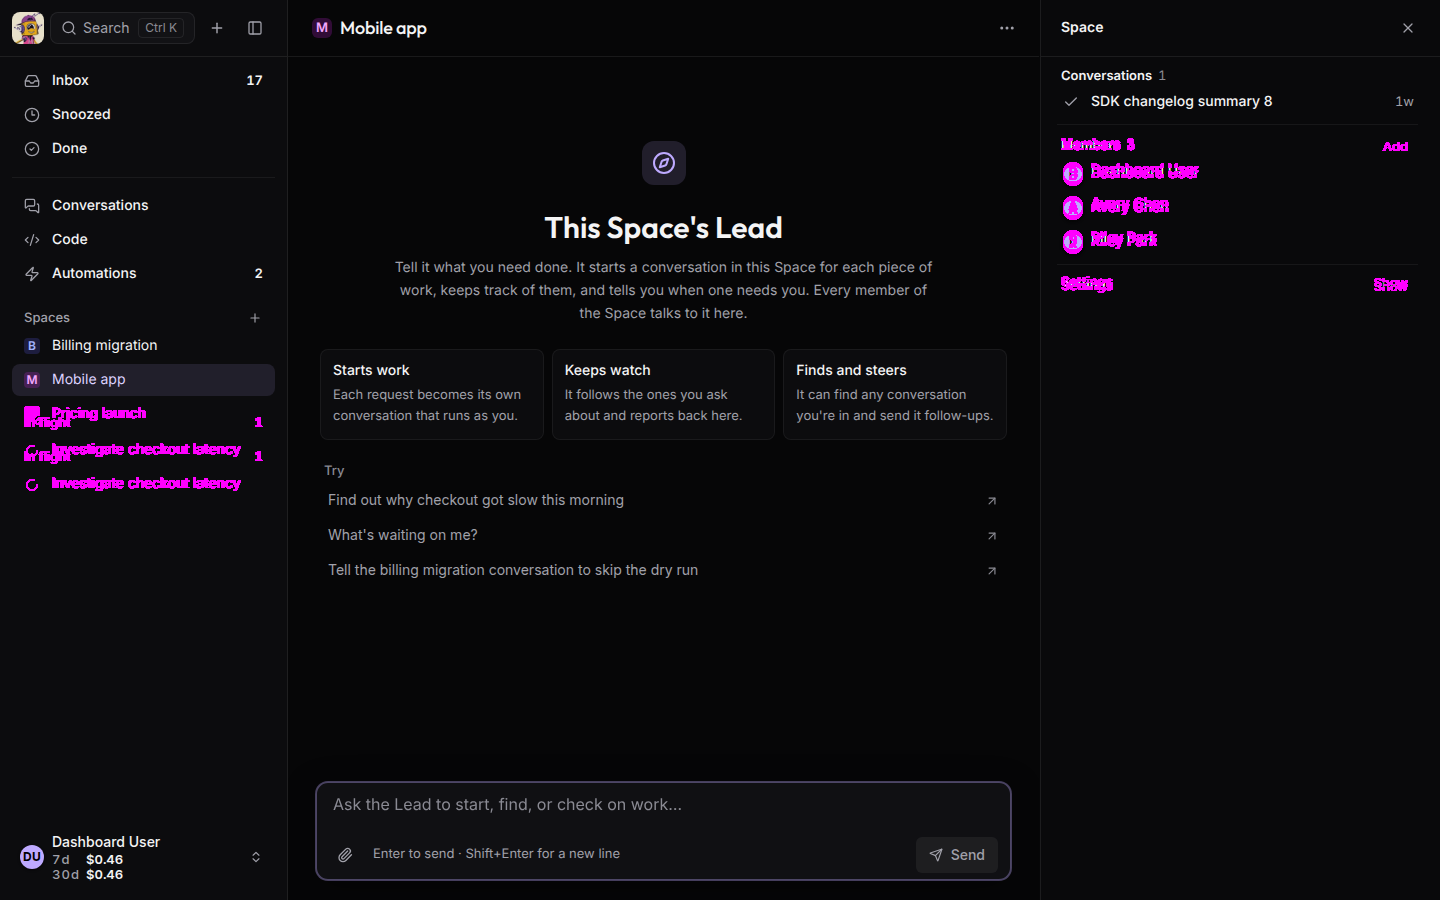 Search Ctrl K
Inbox 17
Snoozed
Done
Conversations
Code
Automations 2
Spaces
B Billing migration
M Mobile app
Pricing launch
In flight 1
Investigate checkout latency
In flight 1
Investigate checkout latency
DU Dashboard User
7d $0.46
30d $0.46
M Mobile app
This Space's Lead
Tell it what you need done. It starts a conversation in this Space for each piece of
work, keeps track of them, and tells you when one needs you. Every member of
the Space talks to it here.
Starts work
Each request becomes its own
conversation that runs as you.
Keeps watch
It follows the ones you ask
about and reports back here.
Finds and steers
It can find any conversation
you're in and send it follow-ups.
Try
Find out why checkout got slow this morning
What's waiting on me?
Tell the billing migration conversation to skip the dry run
Ask the Lead to start, find, or check on work...
Enter to send · Shift+Enter for a new line
Send
Space
Conversations 1
SDK changelog summary 8 1w
Members 3 Add
Dashboard User
Avery Chen
Riley Park
Settings Show